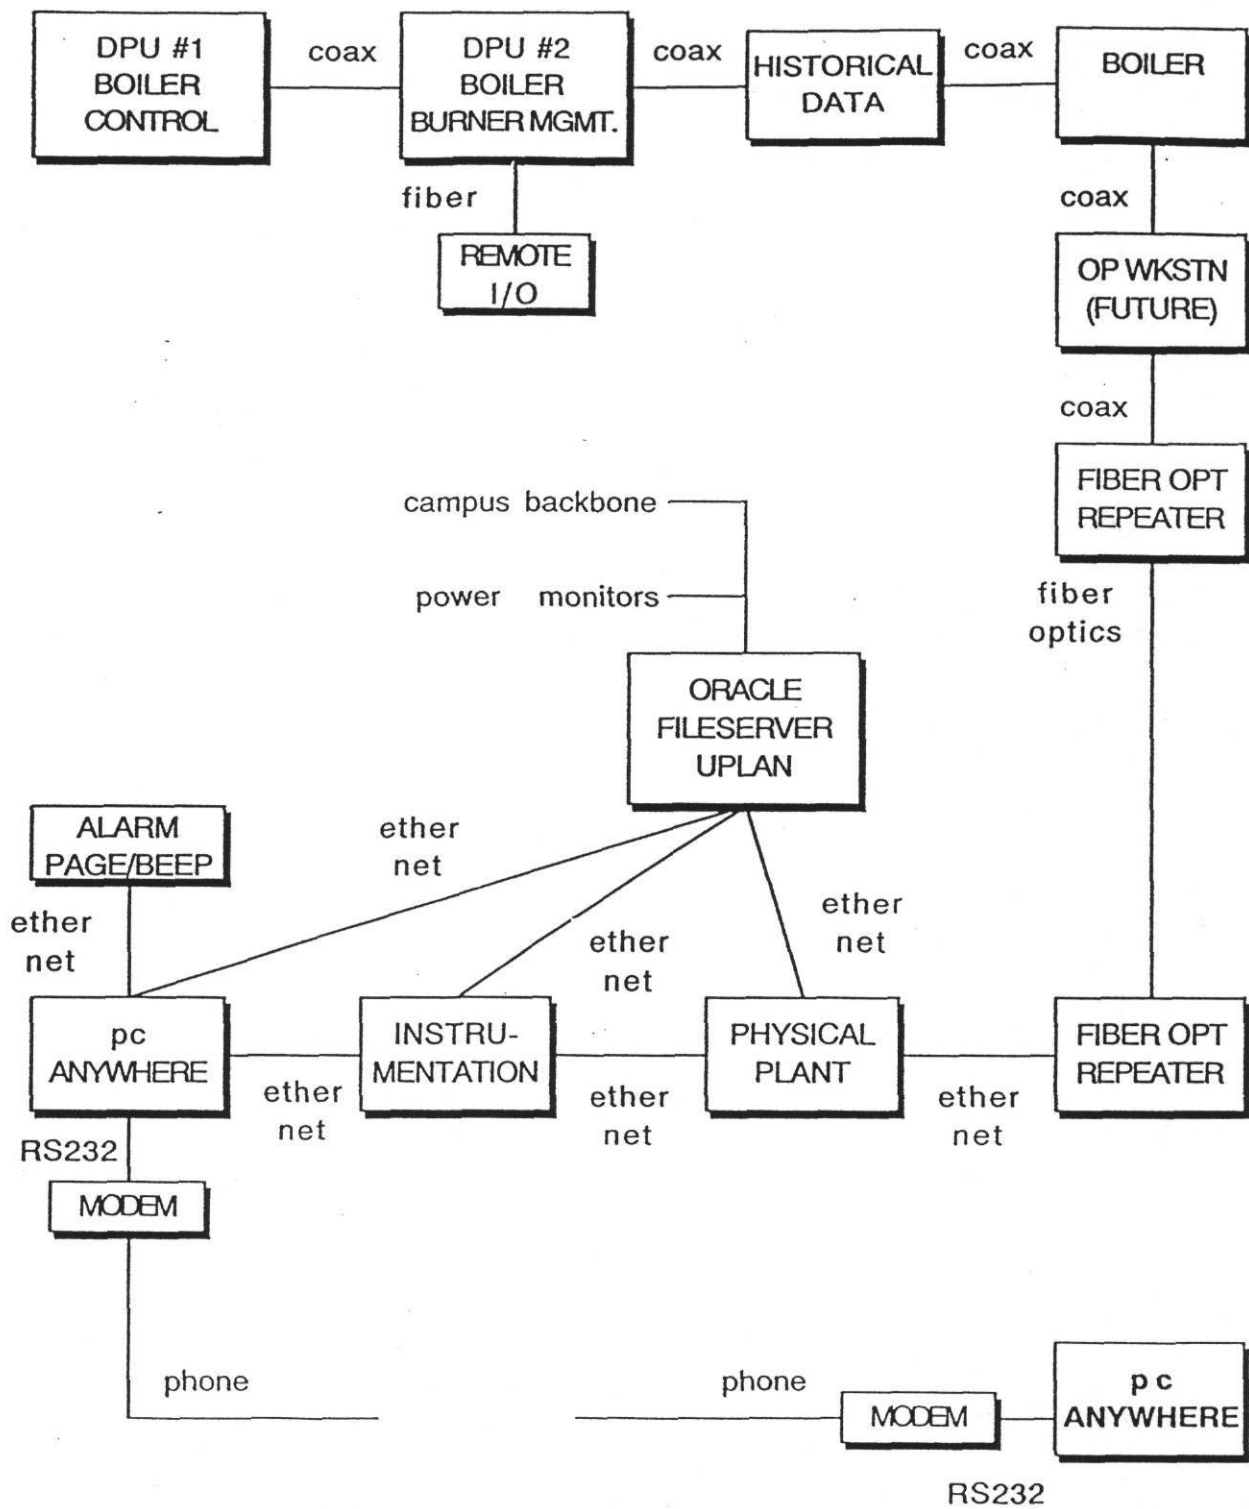 DPU #1
BOILER
CONTROL
coax
DPU #2
BOILER
BURNER MGMT.
coax
HISTORICAL
DATA
coax
BOILER
fiber
REMOTE
I/O
coax
OP WKSTN
(FUTURE)
coax
FIBER OPT
REPEATER
campus backbone
power monitors
fiber
optics
ORACLE
FILESERVER
UPLAN
ALARM
PAGE/BEEP
ether
net
ether
net
ether
net
ether
net
pc
ANYWHERE
INSTRU-
MENTATION
PHYSICAL
PLANT
FIBER OPT
REPEATER
ether
net
ether
net
ether
net
RS232
MODEM
phone
phone
MODEM
pc
ANYWHERE
RS232